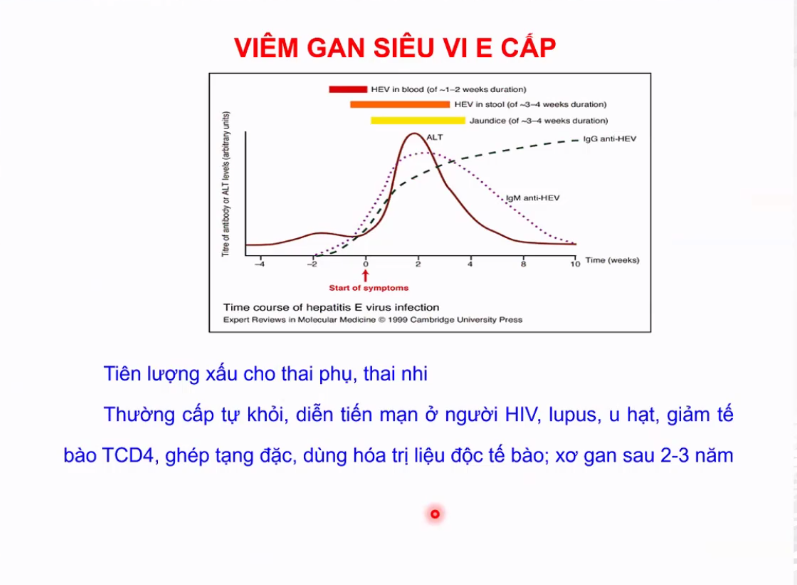 VIÊM GAN SIÊU VI E CẤP
HEV in blood (of ~1–2 weeks duration)
HEV in stool (of ~3–4 weeks duration)
Jaundice (of ~3–4 weeks duration)
ALT
IgG anti-HEV
IgM anti-HEV
Titre of antibody or ALT levels (arbitrary units)
–4 –2 0 2 4 8 10 Time (weeks)
Start of symptoms
Time course of hepatitis E virus infection
Expert Reviews in Molecular Medicine © 1999 Cambridge University Press
Tiên lượng xấu cho thai phụ, thai nhi
Thường cấp tự khỏi, diễn tiến mạn ở người HIV, lupus, u hạt, giảm tế
bào TCD4, ghép tạng đặc, dùng hóa trị liệu độc tế bào; xơ gan sau 2-3 năm